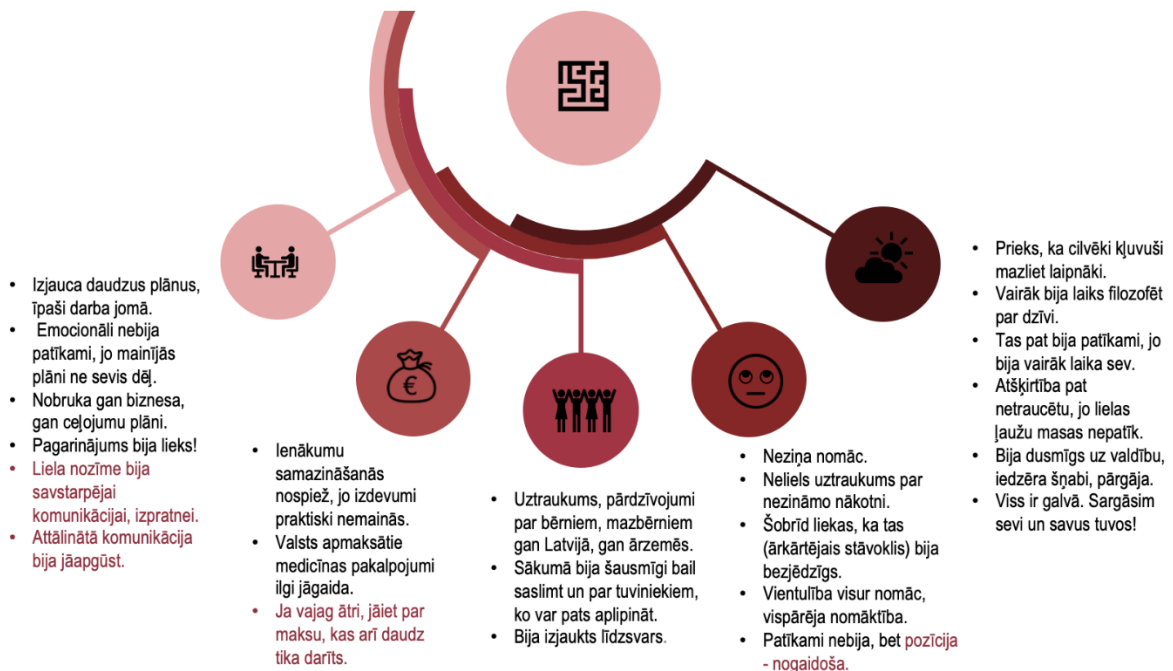 • Izjauca daudzus plānus,
īpaši darba jomā.
• Emocionāli nebija
patīkami, jo mainījās
plāni ne sevis dēļ.
• Nobruka gan biznesa,
gan ceļojumu plāni.
• Pagarinājums bija lieks!
• Liela nozīme bija
savstarpējai
komunikācijai, izpratnei.
• Attālinātā komunikācija
bija jāapgūst.
€
• Ienākumu
samazināšanās
nospiež, jo izdevumi
praktiski nemainās.
• Valsts apmaksātie
medicīnas pakalpojumi
ilgi jāgaida.
• Ja vajag ātri, jāiet par
maksu, kas arī daudz
tika darīts.
• Uztraukums, pārdzīvojumi
par bērniem, mazbērniem
gan Latvijā, gan ārzemēs.
• Sākumā bija šausmīgi bail
saslimt un par tuviniekiem,
ko var pats aplipināt.
• Bija izjaukts līdzsvars.
• Neziņa nomāc.
• Neliels uztraukums par
nezināmo nākotni.
• Šobrīd liekas, ka tas
(ārkārtējais stāvoklis) bija
bezjēdzīgs.
• Vientulība visur nomāc,
vispārēja nomāktība.
• Patīkami nebija, bet pozīcija
- nogaidoša.
• Prieks, ka cilvēki kļuvuši
mazliet laipnāki.
• Vairāk bija laiks filozofēt
par dzīvi.
• Tas pat bija patīkami, jo
bija vairāk laika sev.
• Atšķirtība pat
netraucētu, jo lielas
ļaužu masas nepatīk.
• Bija dusmīgs uz valdību,
iedzēra šņabi, pārgāja.
• Viss ir galvā. Sargāsim
sevi un savus tuvos!